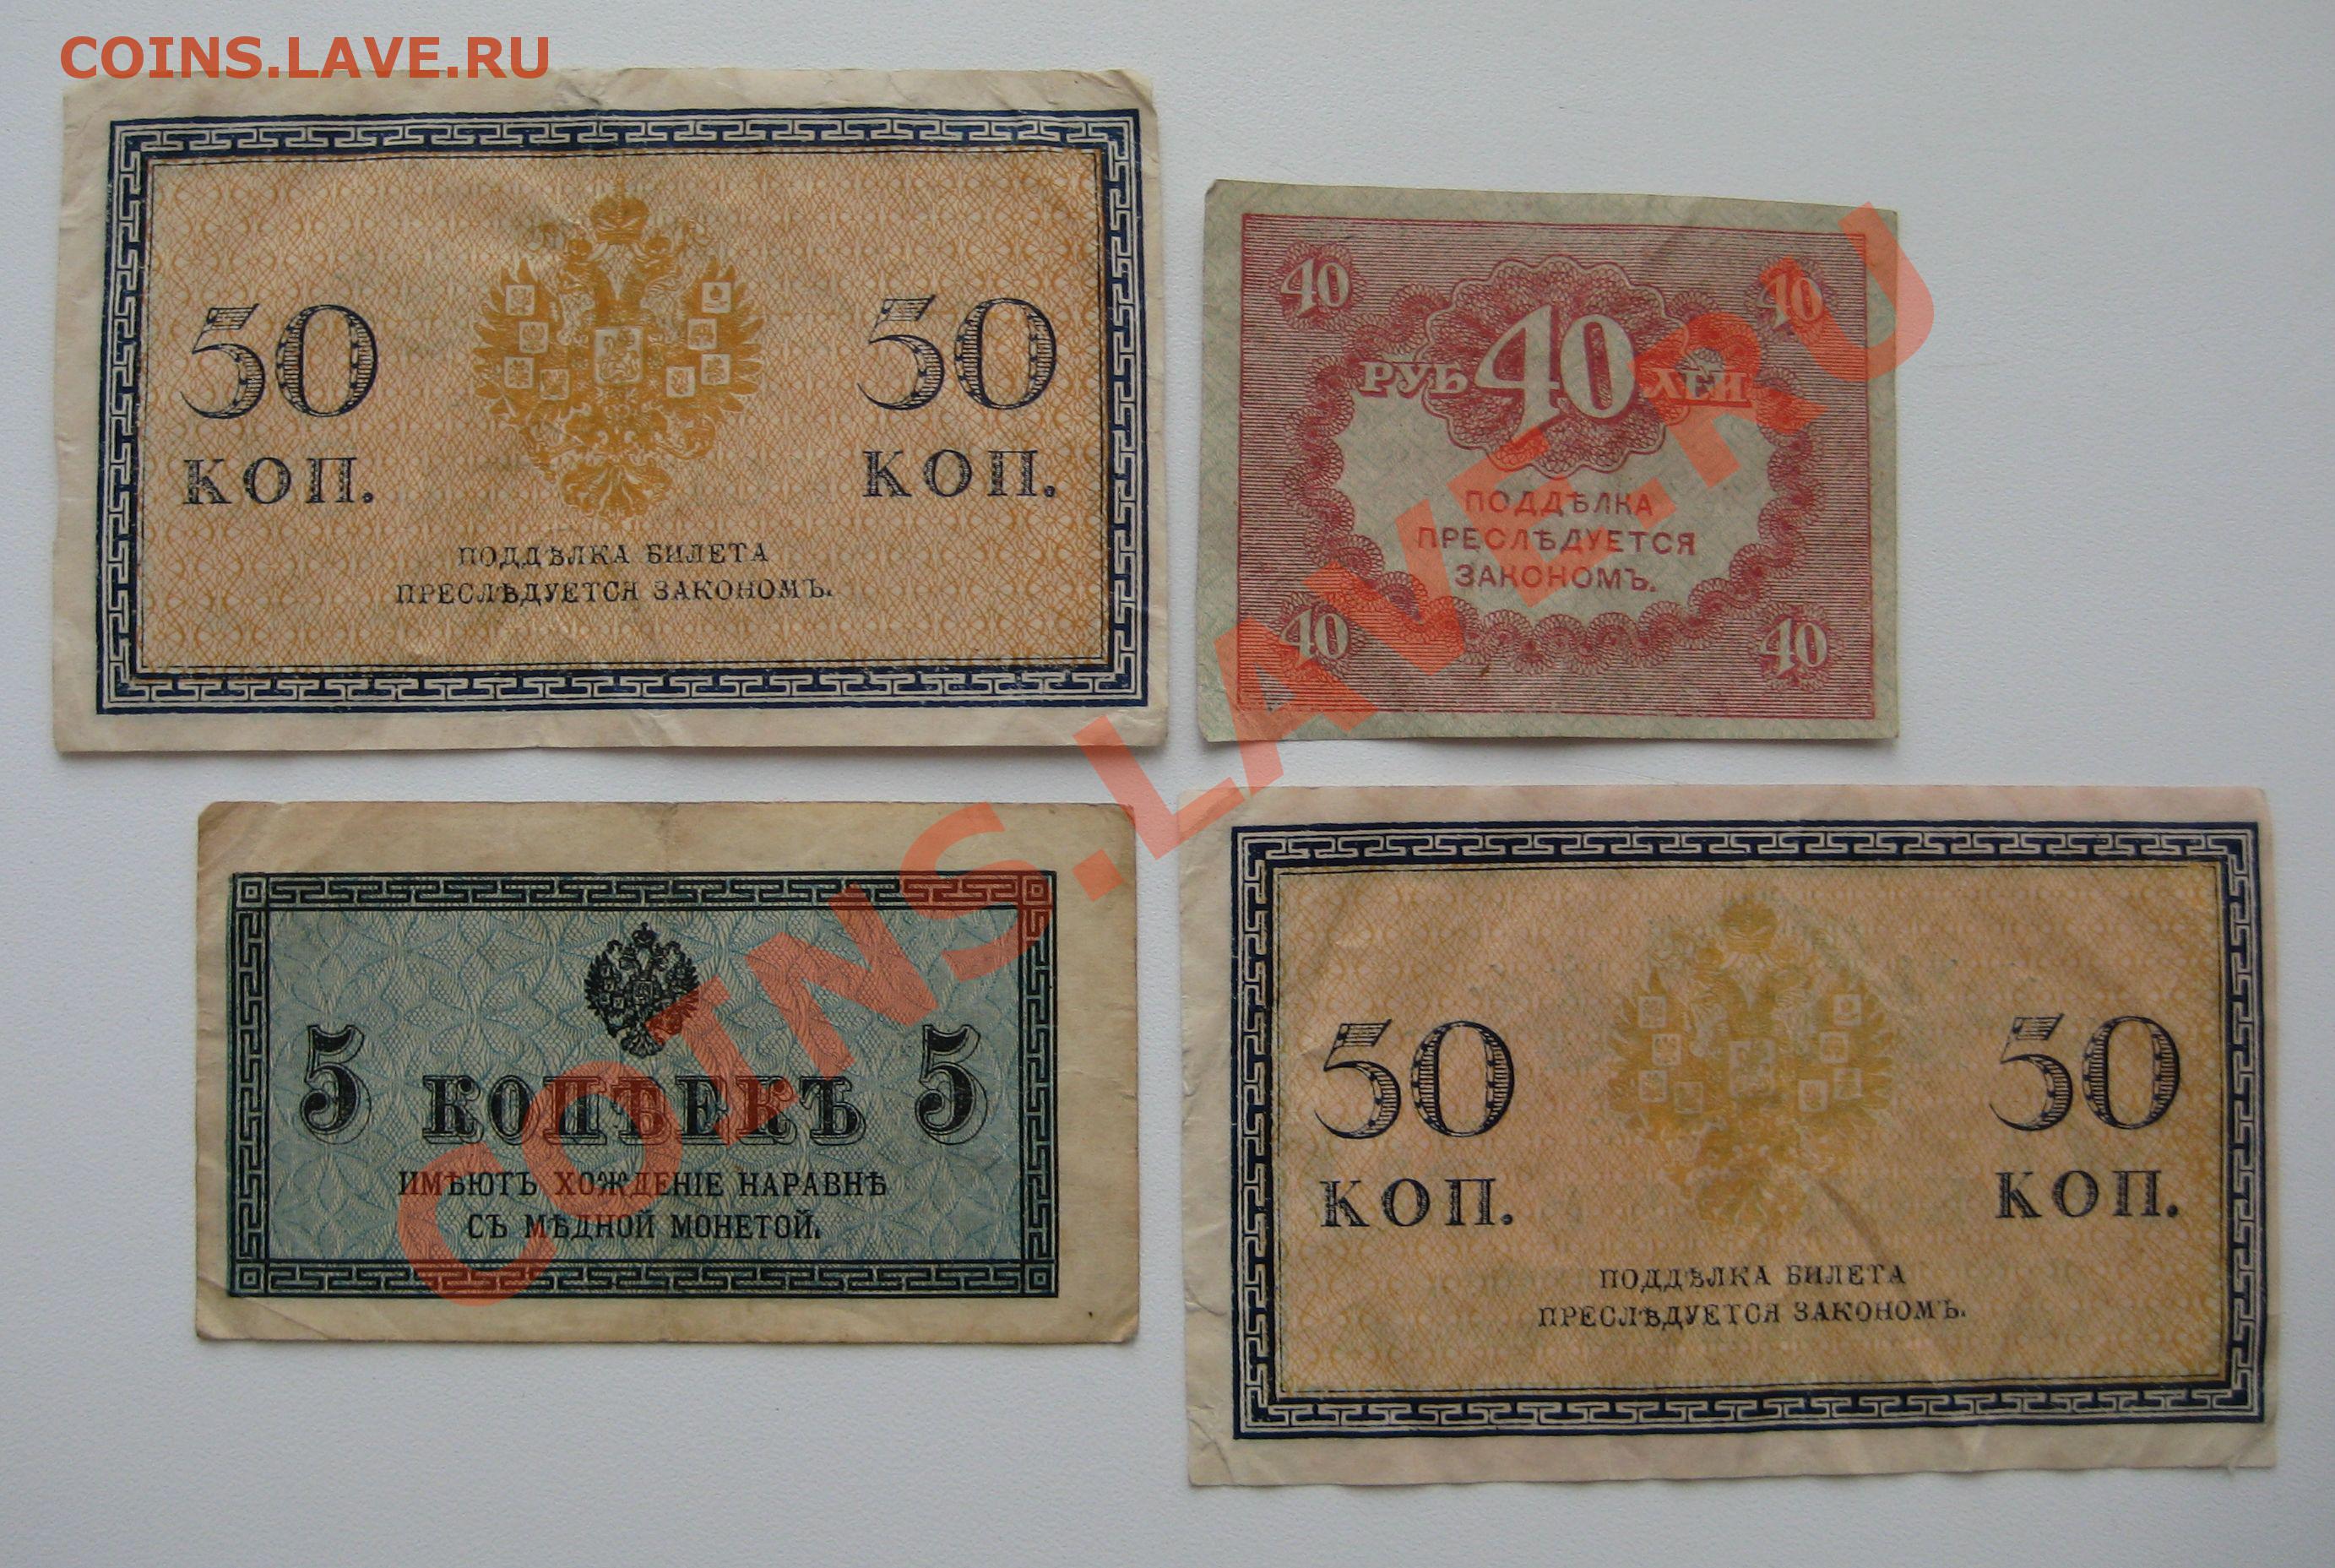 COINS.LAVE.RU
50
50
КОП.
КОП.
ПОДДѢЛКА БИЛЕТА
ПРЕСЛѢДУЕТСЯ ЗАКОНОМЪ.
40
40
РУБ 40 ЛЕЙ
ПОДДѢЛКА
ПРЕСЛѢДУЕТСЯ
ЗАКОНОМЪ.
40
40
5 КОПѢЕКЪ 5
ИМѢЮТЪ ХОЖДЕНІЕ НАРАВНѢ
СЪ МѢДНОЙ МОНЕТОЙ.
50
50
КОП.
КОП.
ПОДДѢЛКА БИЛЕТА
ПРЕСЛѢДУЕТСЯ ЗАКОНОМЪ.
COINS.LAVE.RU